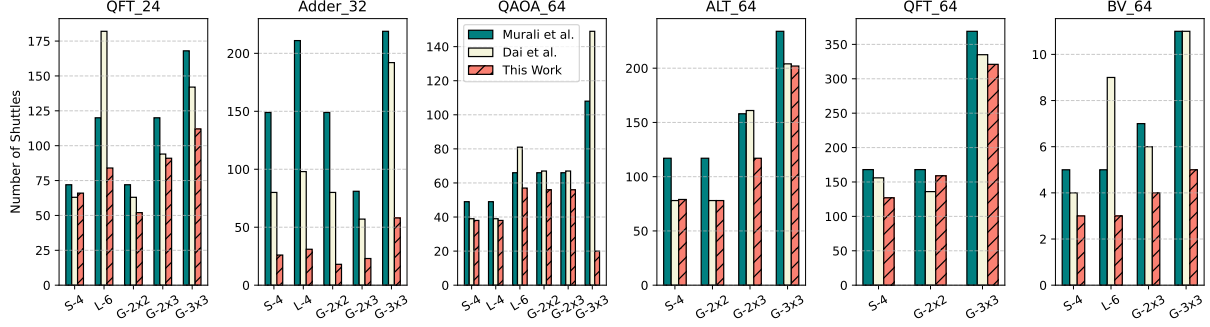 QFT_24
Adder_32
QAOA_64
ALT_64
QFT_64
BV_64
Number of Shuttles
175
150
125
100
75
50
25
0
S-4
L-6
G-2x2
G-2x3
G-3x3
200
150
100
50
0
S-4
L-4
G-2x2
G-2x3
G-3x3
Murali et al.
Dai et al.
This Work
140
120
100
80
60
40
20
0
S-4
L-4
L-6
G-2x2
G-2x3
G-3x3
200
150
100
50
0
S-4
G-2x2
G-2x3
G-3x3
350
300
250
200
150
100
50
0
S-4
G-2x2
G-3x3
10
8
6
4
2
0
S-4
L-6
G-2x3
G-3x3